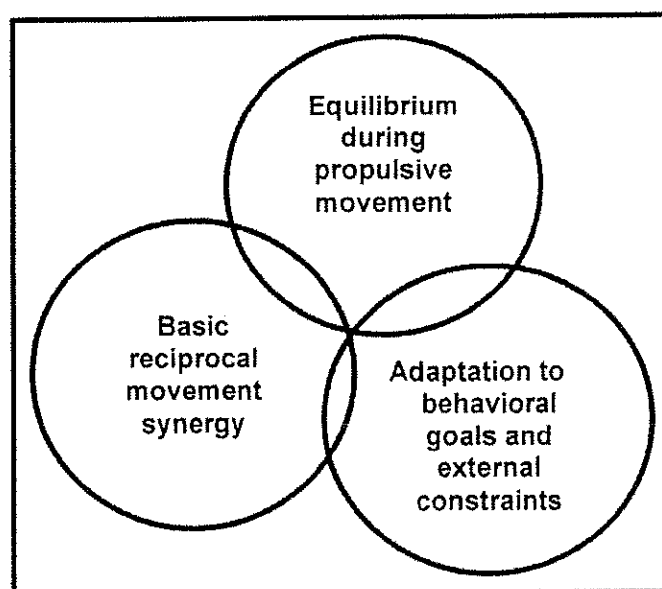 Equilibrium
during
propulsive
movement
Basic
reciprocal
movement
synergy
Adaptation to
behavioral
goals and
external
constraints